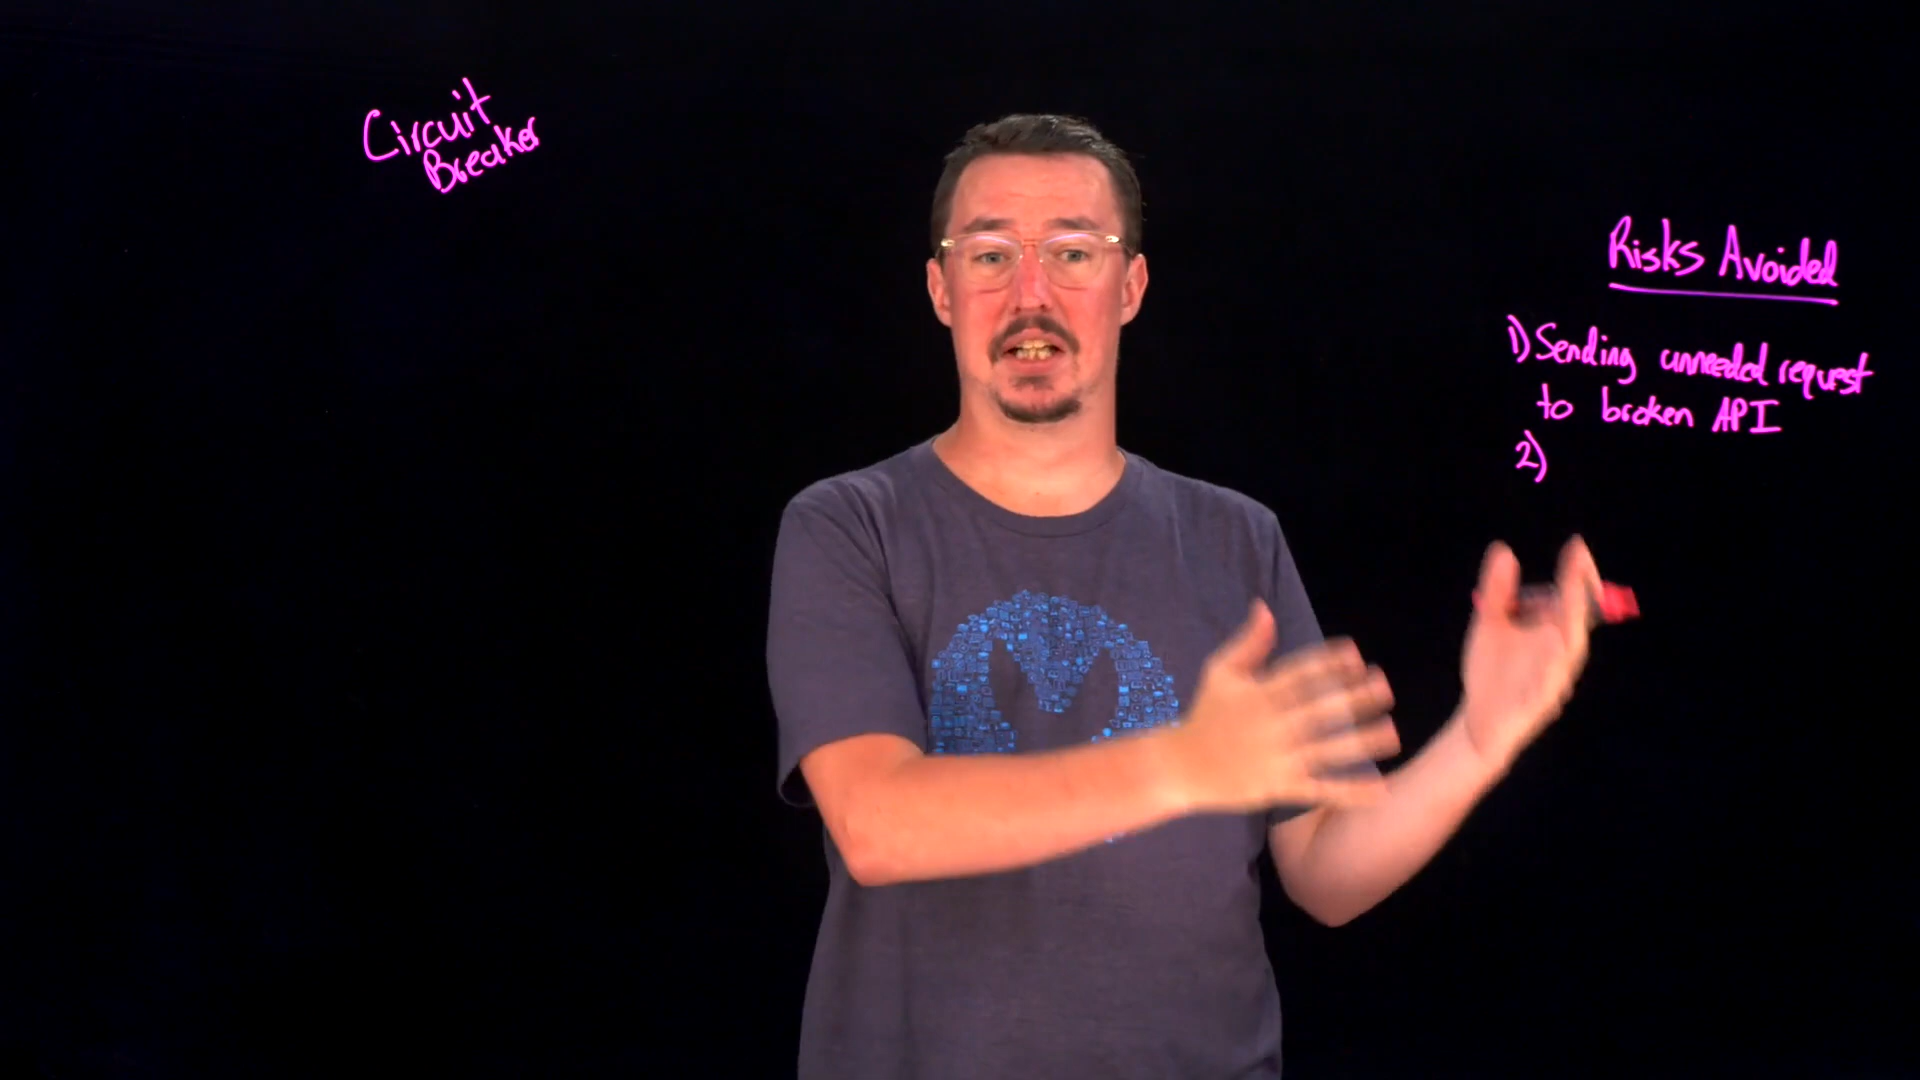 Circuit
Breaker
Risks Avoided
1) Sending unneeded request
to broken API
2)